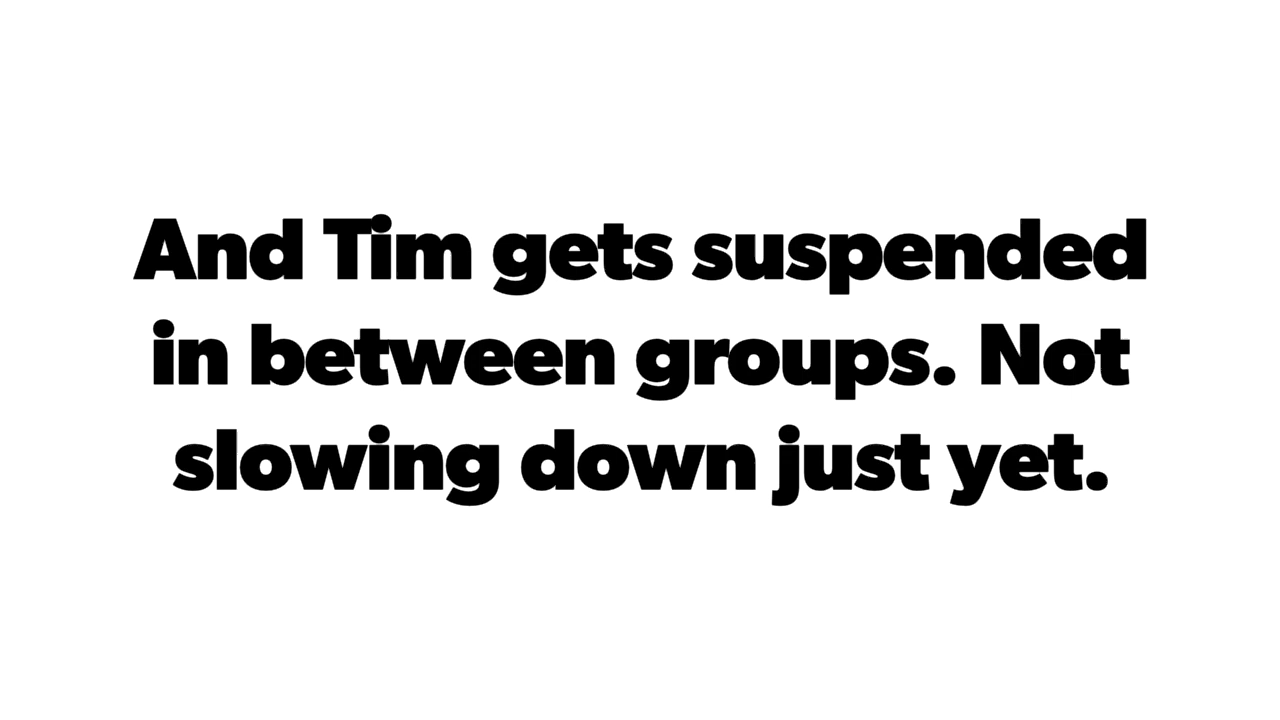 And Tim gets suspended
in between groups. Not
slowing down just yet.